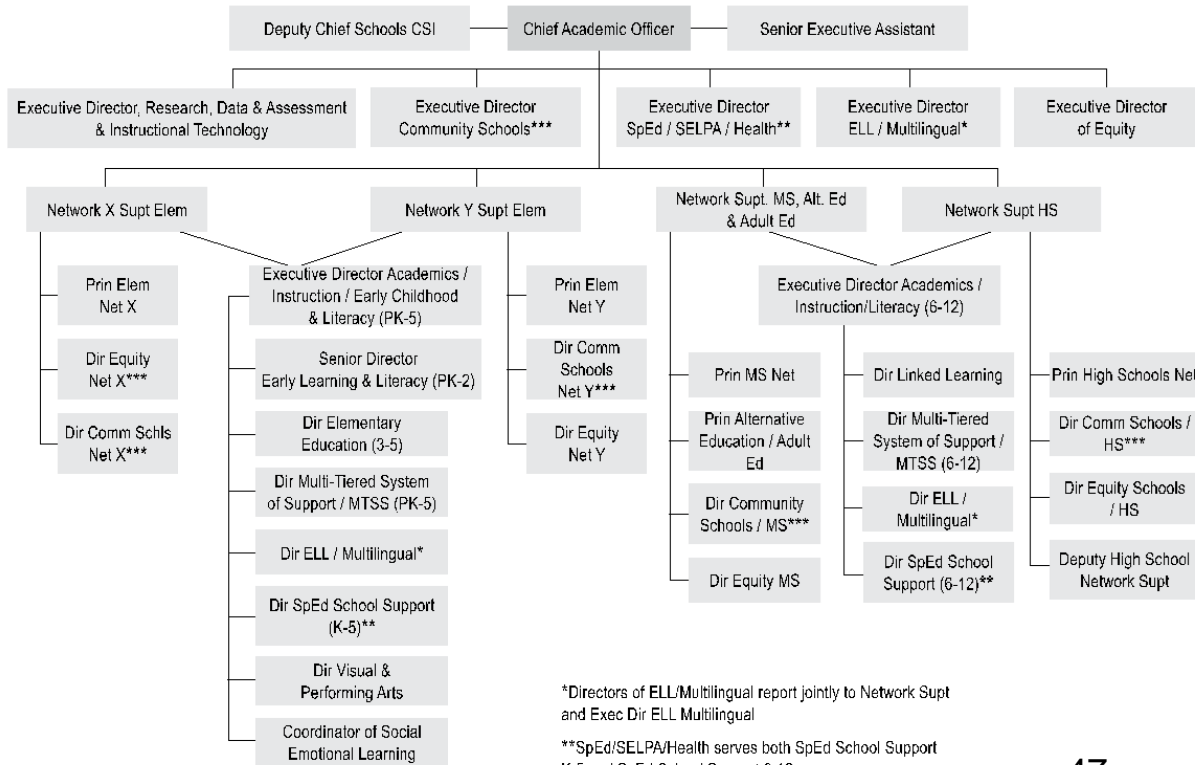 Deputy Chief Schools CSI
Chief Academic Officer
Senior Executive Assistant
Executive Director, Research, Data & Assessment
& Instructional Technology
Executive Director
Community Schools***
Executive Director
SpEd / SELPA / Health**
Executive Director
ELL / Multilingual*
Executive Director
of Equity
Network X Supt Elem
Network Y Supt Elem
Network Supt. MS, Alt. Ed
& Adult Ed
Network Supt HS
Prin Elem
Net X
Dir Equity
Net X***
Dir Comm Schls
Net X***
Executive Director Academics /
Instruction / Early Childhood
& Literacy (PK-5)
Senior Director
Early Learning & Literacy (PK-2)
Dir Elementary
Education (3-5)
Dir Multi-Tiered System
of Support / MTSS (PK-5)
Dir ELL / Multilingual*
Dir SpEd School Support
(K-5)**
Dir Visual &
Performing Arts
Coordinator of Social
Emotional Learning
Prin Elem
Net Y
Dir Comm
Schools
Net Y***
Dir Equity
Net Y
Executive Director Academics /
Instruction/Literacy (6-12)
Prin MS Net
Prin Alternative
Education / Adult
Ed
Dir Community
Schools / MS***
Dir Equity MS
Dir Linked Learning
Dir Multi-Tiered
System of Support /
MTSS (6-12)
Dir ELL /
Multilingual*
Dir SpEd School
Support (6-12)**
Prin High Schools Net
Dir Comm Schools /
HS***
Dir Equity Schools
/ HS
Deputy High School
Network Supt
*Directors of ELL/Multilingual report jointly to Network Supt
and Exec Dir ELL Multilingual
**SpEd/SELPA/Health serves both SpEd School Support